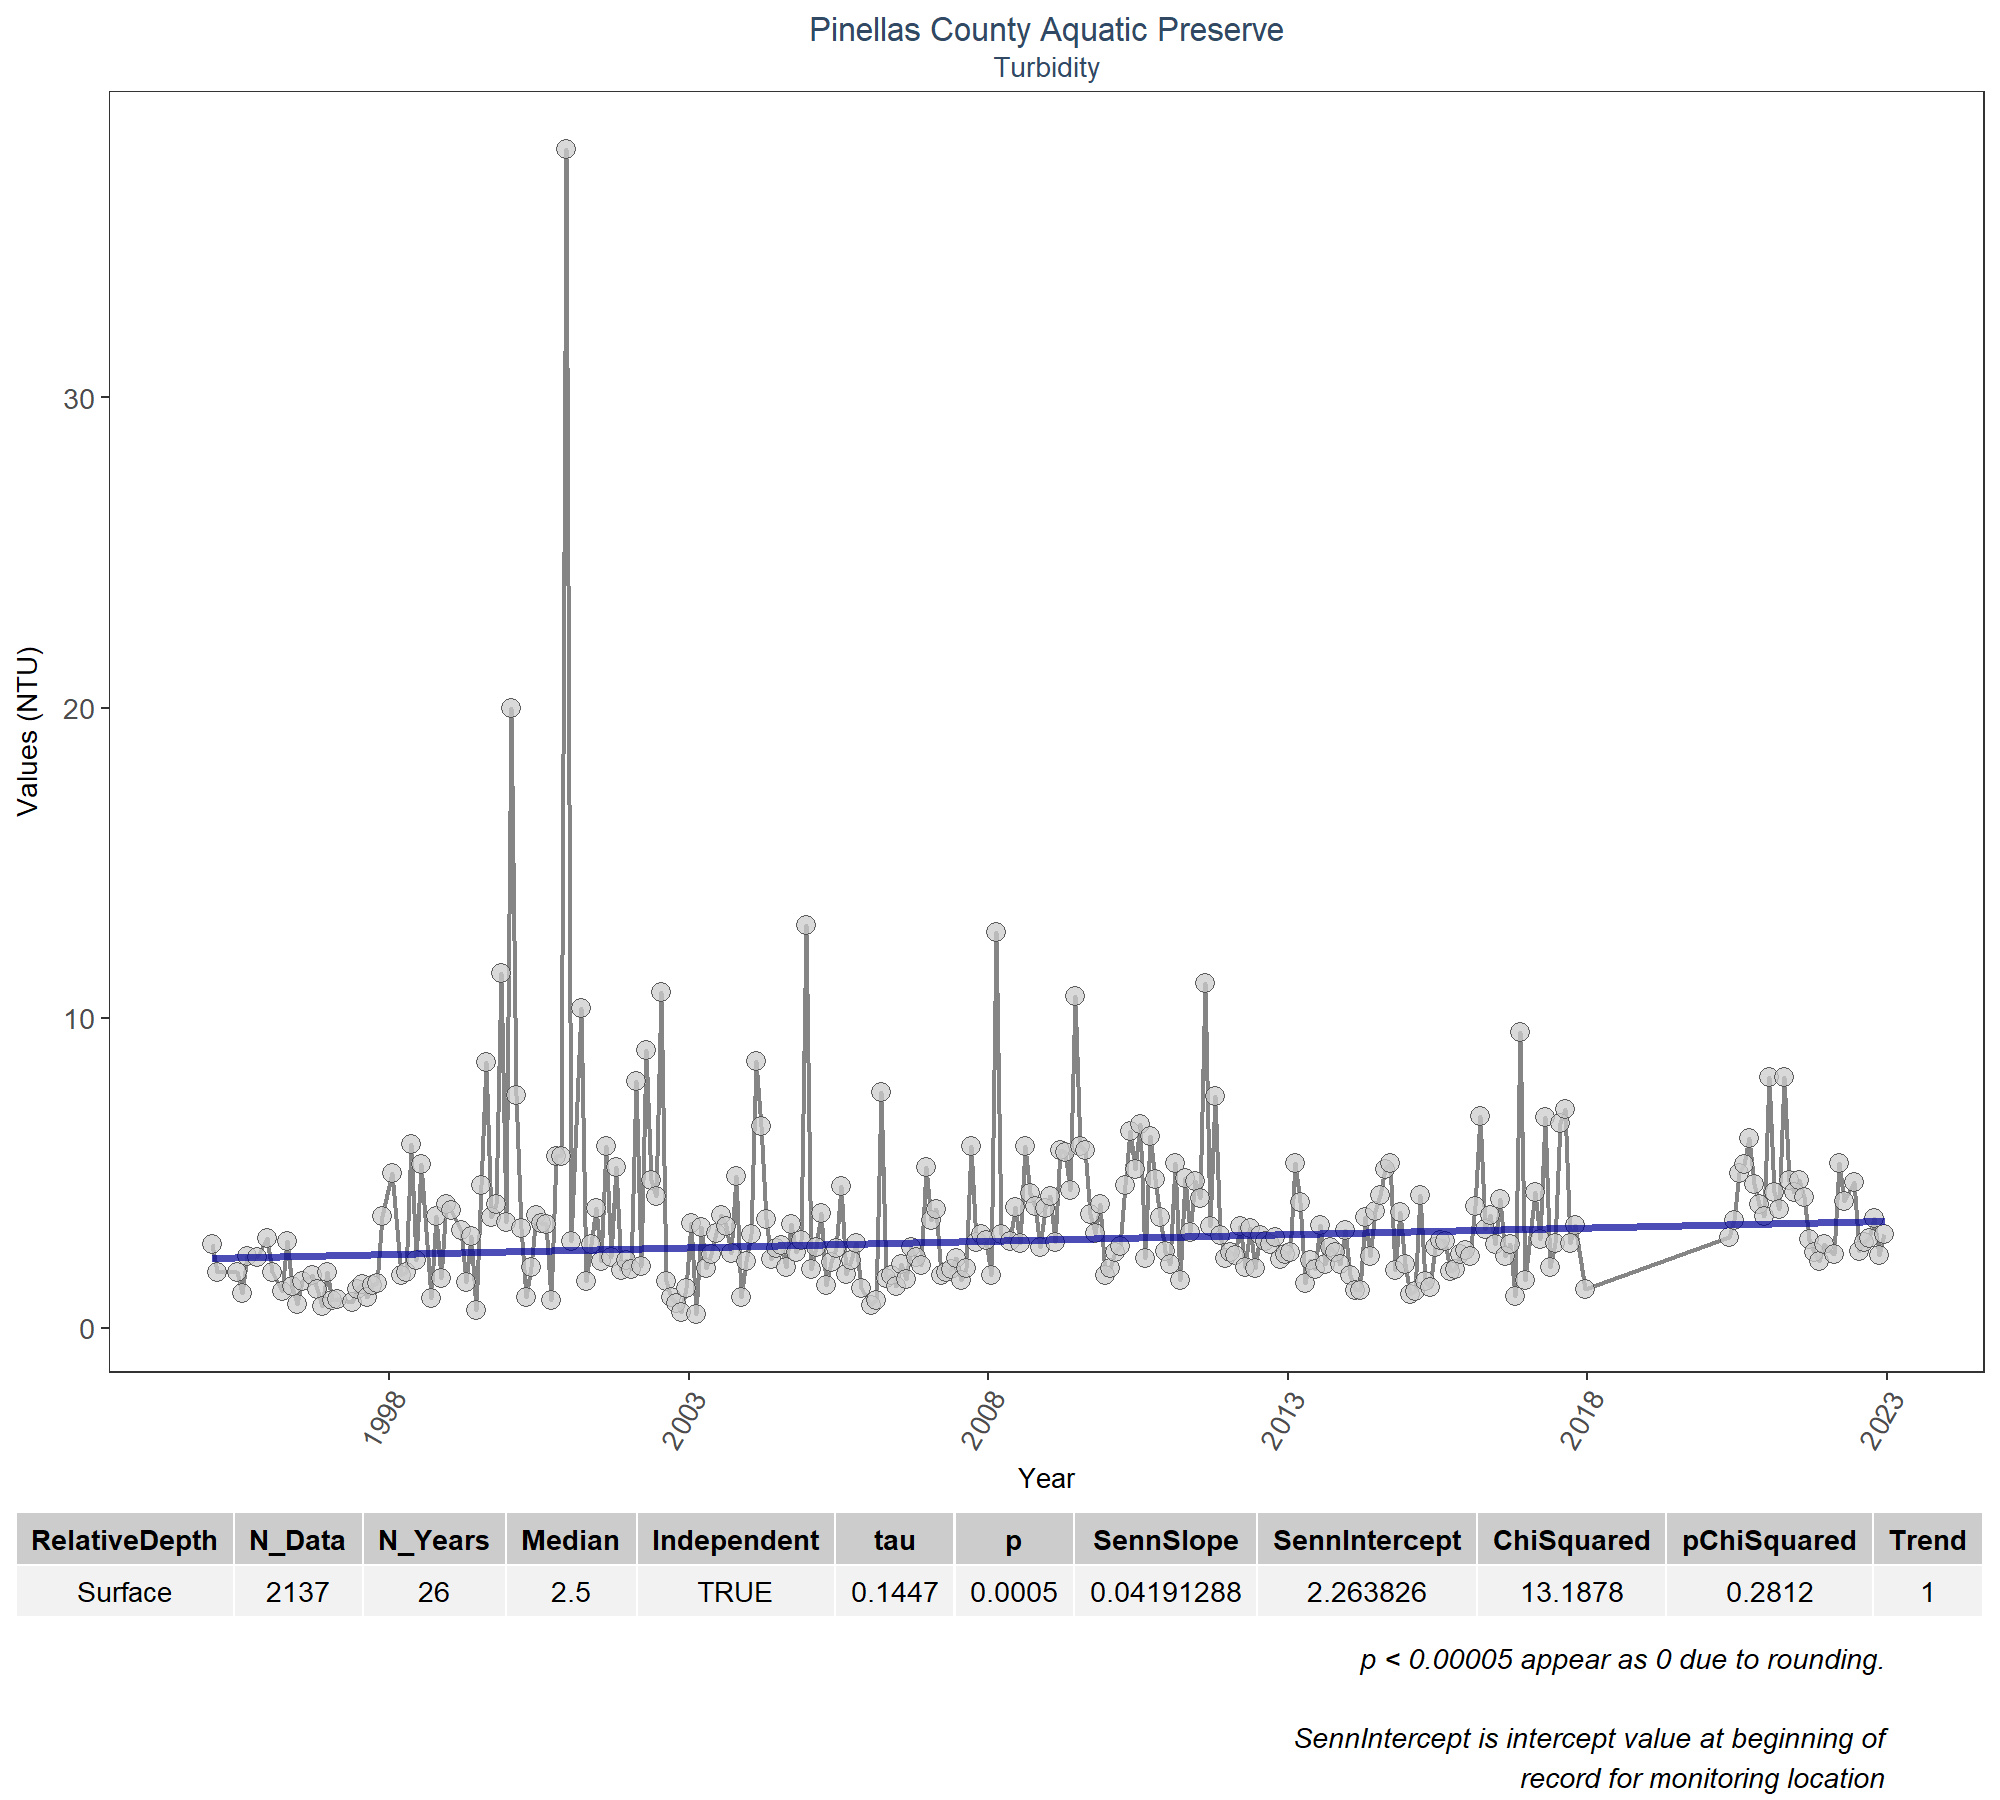 Pinellas County Aquatic Preserve
Turbidity
Values (NTU)
30
20
10
0
1998
2003
2008
2013
2018
2023
Year
RelativeDepth N_Data N_Years Median Independent tau p SennSlope SennIntercept ChiSquared pChiSquared Trend
Surface 2137 26 2.5 TRUE 0.1447 0.0005 0.04191288 2.263826 13.1878 0.2812 1
p < 0.00005 appear as 0 due to rounding.
SennIntercept is intercept value at beginning of
record for monitoring location